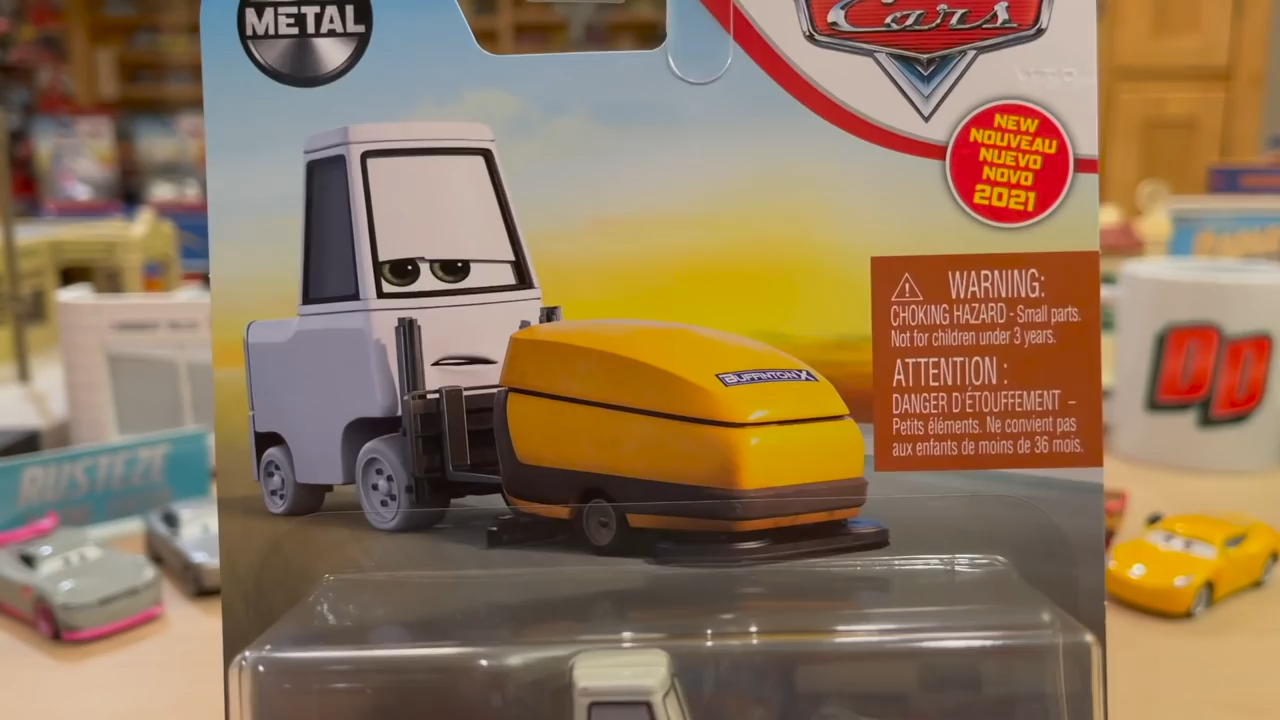 METAL
Cars
NEW
NOUVEAU
NUEVO
NOVO
2021
WARNING:
CHOKING HAZARD - Small parts.
Not for children under 3 years.
ATTENTION :
DANGER D'ÉTOUFFEMENT –
Petits éléments. Ne convient pas
aux enfants de moins de 36 mois.
BUFFINTON X
RUSTEZE
DD